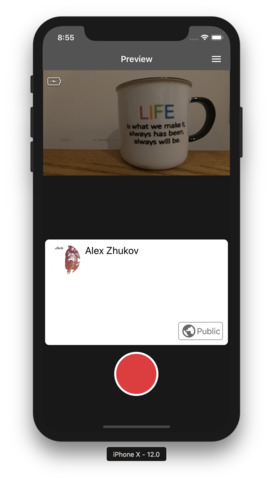 8:55
Preview
LIFE
is what we make it,
always has been,
always will be.
Alex Zhukov
Public
iPhone X - 12.0